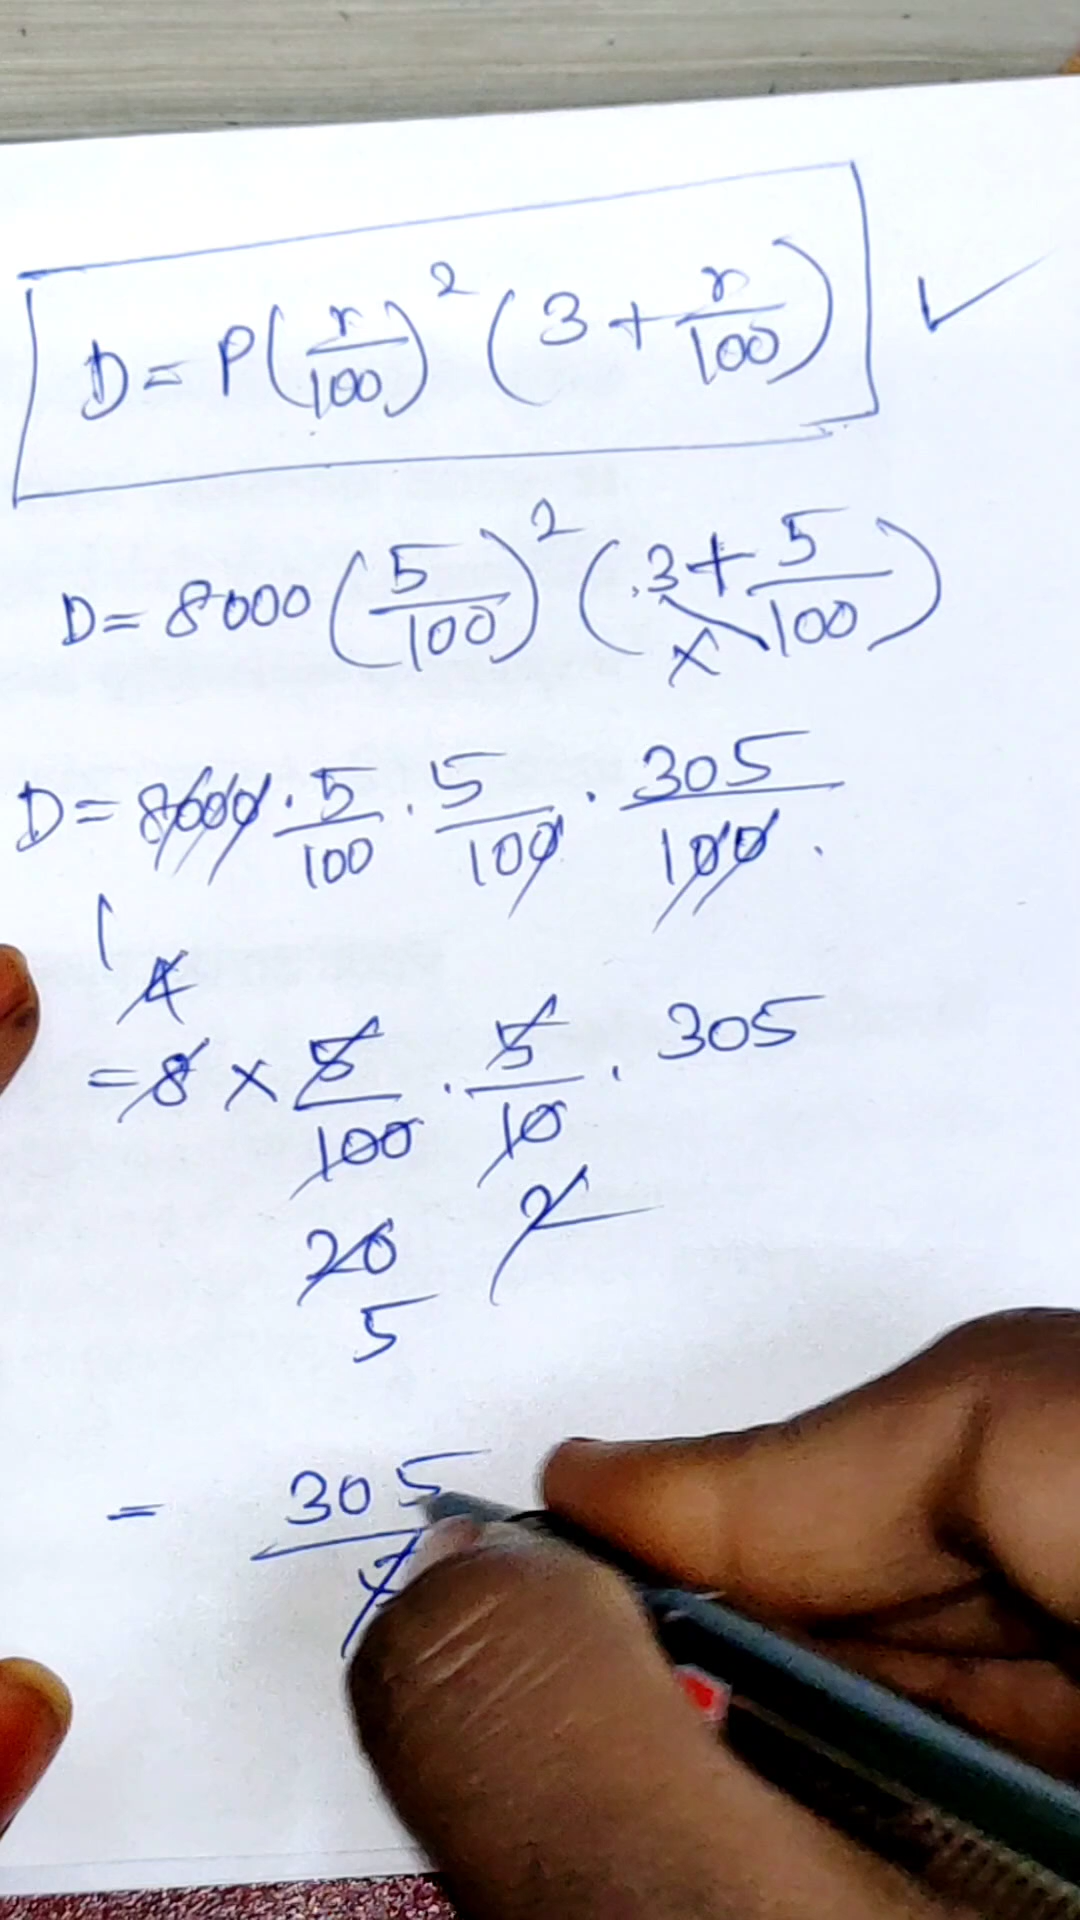 D = P(r/100)² (3 + r/100) ✓
D = 8000 (5/100)² (3 + 5/100)
x
D = 8000 · 5/100 · 5/100 · 305/100
4
= 8 × 5/100 · 5/10 · 305
20 2
5
= 305